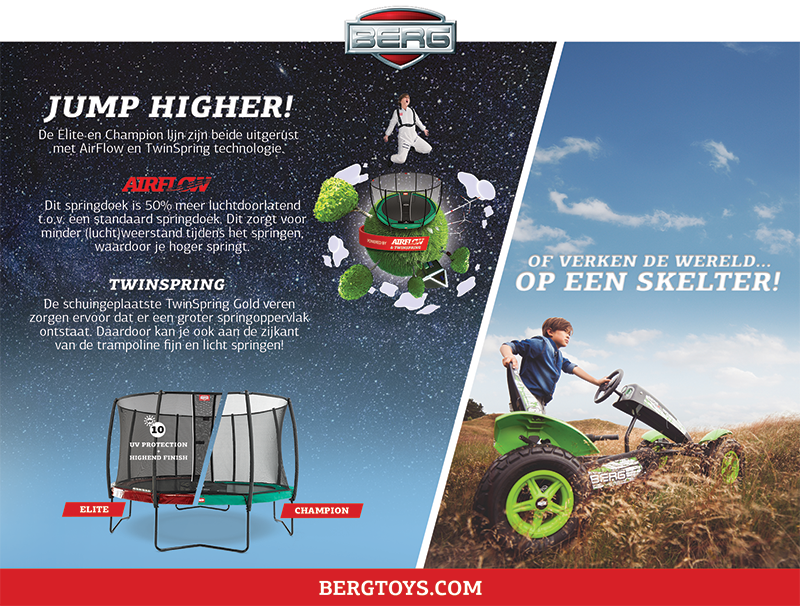 BERG
JUMP HIGHER!
De Elite en Champion lijn zijn beide uitgerust
met AirFlow en TwinSpring technologie.
AIRFLOW
Dit springdoek is 50% meer luchtdoorlatend
t.o.v. een standaard springdoek. Dit zorgt voor
minder (lucht)weerstand tijdens het springen,
waardoor je hoger springt.
POWERED BY AIRFLOW
& TWINSPRING
TWINSPRING
De schuingeplaatste TwinSpring Gold veren
zorgen ervoor dat er een groter springoppervlak
ontstaat. Daardoor kan je ook aan de zijkant
van de trampoline fijn en licht springen!
10
UV PROTECTION
+
HIGHEND FINISH
ELITE
CHAMPION
OF VERKEN DE WERELD...
OP EEN SKELTER!
BERG
BERGTOYS.COM